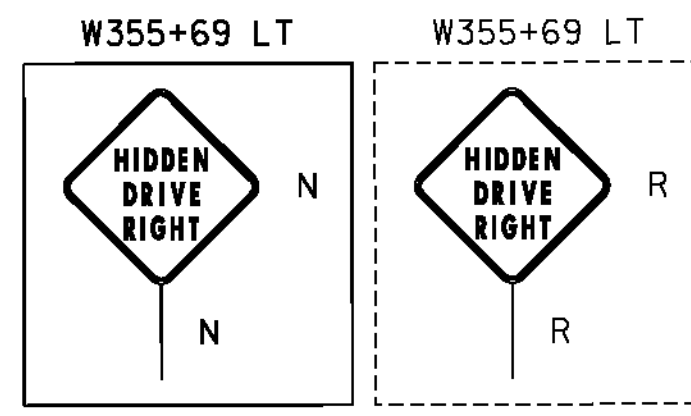 W355+69 LT
HIDDEN
DRIVE
RIGHT
N
N
W355+69 LT
HIDDEN
DRIVE
RIGHT
R
R